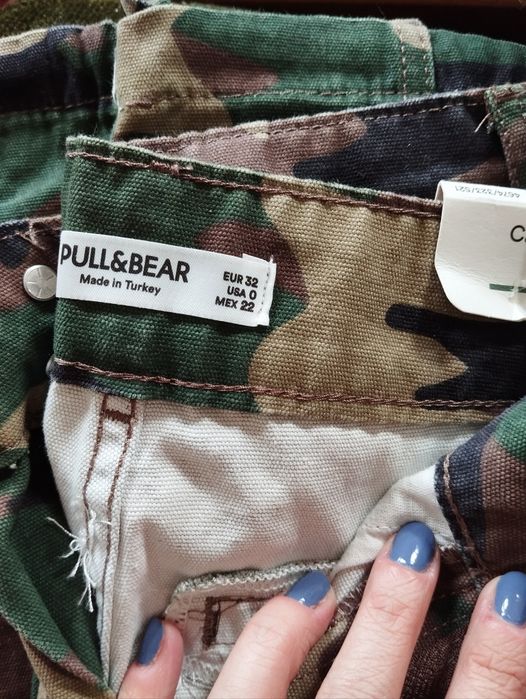 PULL&BEAR
Made in Turkey
EUR 32
USA 0
MEX 22